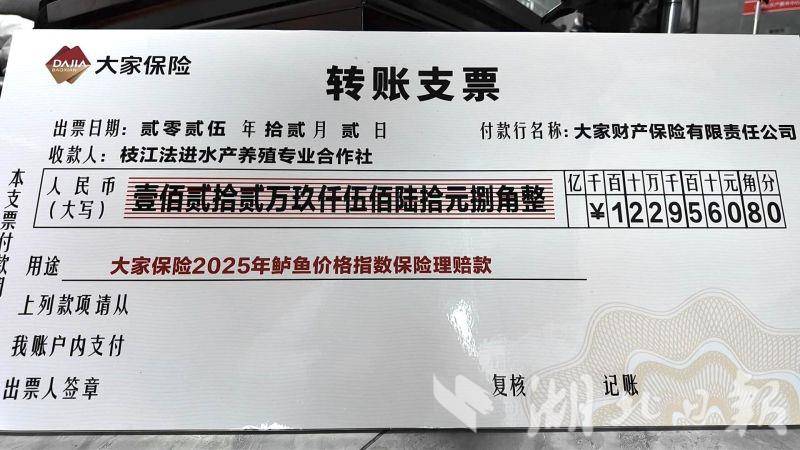 DAJIA
BAOXIAN
大家保险
转账支票
出票日期：贰零贰伍 年 拾贰 月 贰 日
付款行名称：大家财产保险有限责任公司
收款人：枝江法进水产养殖专业合作社
本支票付款期
人民币
（大写）
壹佰贰拾贰万玖仟伍佰陆拾元捌角整
亿千百十万千百十元角分
¥122956080
用途 大家保险2025年鲈鱼价格指数保险理赔款
上列款项请从
我账户内支付
出票人签章
复核
记账
湖北日报